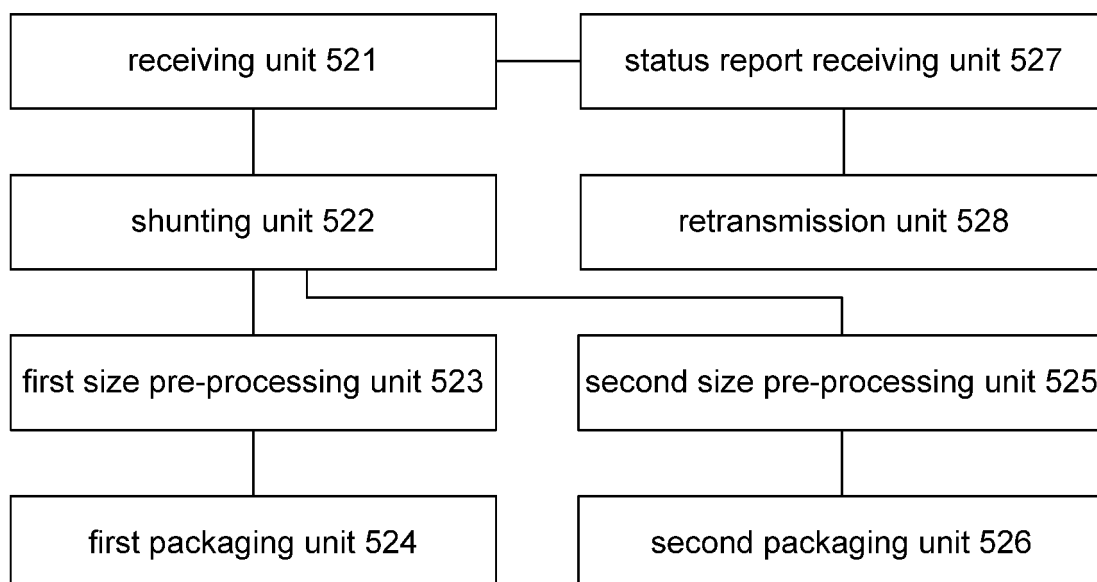 receiving unit 521
status report receiving unit 527
shunting unit 522
retransmission unit 528
first size pre-processing unit 523
second size pre-processing unit 525
first packaging unit 524
second packaging unit 526